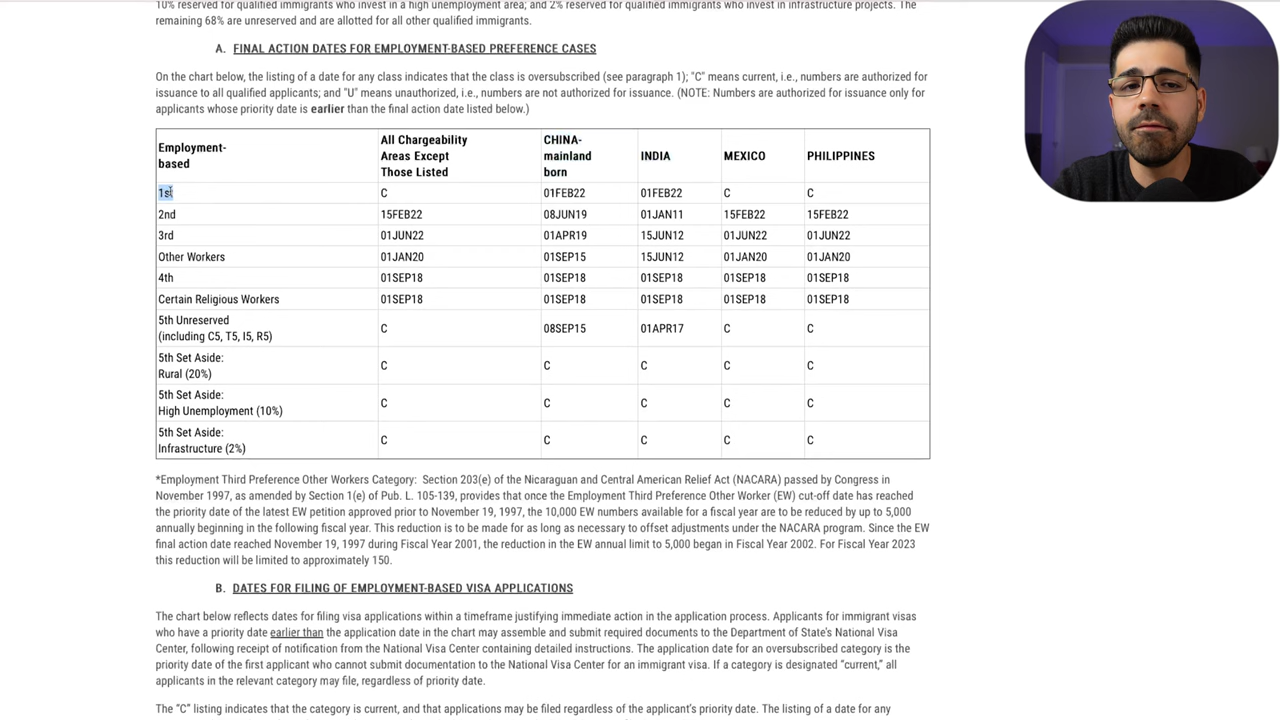 10% reserved for qualified immigrants who invest in a high unemployment area; and 2% reserved for qualified immigrants who invest in infrastructure projects. The
remaining 68% are unreserved and are allotted for all other qualified immigrants.
A. FINAL ACTION DATES FOR EMPLOYMENT-BASED PREFERENCE CASES
On the chart below, the listing of a date for any class indicates that the class is oversubscribed (see paragraph 1); "C" means current, i.e., numbers are authorized for
issuance to all qualified applicants; and "U" means unauthorized, i.e., numbers are not authorized for issuance. (NOTE: Numbers are authorized for issuance only for
applicants whose priority date is earlier than the final action date listed below.)
Employment-
based
All Chargeability
Areas Except
Those Listed
CHINA-
mainland
born
INDIA
MEXICO
PHILIPPINES
1st C 01FEB22 01FEB22 C C
2nd 15FEB22 08JUN19 01JAN11 15FEB22 15FEB22
3rd 01JUN22 01APR19 15JUN12 01JUN22 01JUN22
Other Workers 01JAN20 01SEP15 15JUN12 01JAN20 01JAN20
4th 01SEP18 01SEP18 01SEP18 01SEP18 01SEP18
Certain Religious Workers 01SEP18 01SEP18 01SEP18 01SEP18 01SEP18
5th Unreserved
(including C5, T5, I5, R5)
C 08SEP15 01APR17 C C
5th Set Aside:
Rural (20%)
C C C C C
5th Set Aside:
High Unemployment (10%)
C C C C C
5th Set Aside:
Infrastructure (2%)
C C C C C
*Employment Third Preference Other Workers Category: Section 203(e) of the Nicaraguan and Central American Relief Act (NACARA) passed by Congress in
November 1997, as amended by Section 1(e) of Pub. L. 105-139, provides that once the Employment Third Preference Other Worker (EW) cut-off date has reached
the priority date of the latest EW petition approved prior to November 19, 1997, the 10,000 EW numbers available for a fiscal year are to be reduced by up to 5,000
annually beginning in the following fiscal year. This reduction is to be made for as long as necessary to offset adjustments under the NACARA program. Since the EW
final action date reached November 19, 1997 during Fiscal Year 2001, the reduction in the EW annual limit to 5,000 began in Fiscal Year 2002. For Fiscal Year 2023
this reduction will be limited to approximately 150.
B. DATES FOR FILING OF EMPLOYMENT-BASED VISA APPLICATIONS
The chart below reflects dates for filing visa applications within a timeframe justifying immediate action in the application process. Applicants for immigrant visas
who have a priority date earlier than the application date in the chart may assemble and submit required documents to the Department of State's National Visa
Center, following receipt of notification from the National Visa Center containing detailed instructions. The application date for an oversubscribed category is the
priority date of the first applicant who cannot submit documentation to the National Visa Center for an immigrant visa. If a category is designated "current," all
applicants in the relevant category may file, regardless of priority date.
The "C" listing indicates that the category is current, and that applications may be filed regardless of the applicant's priority date. The listing of a date for any